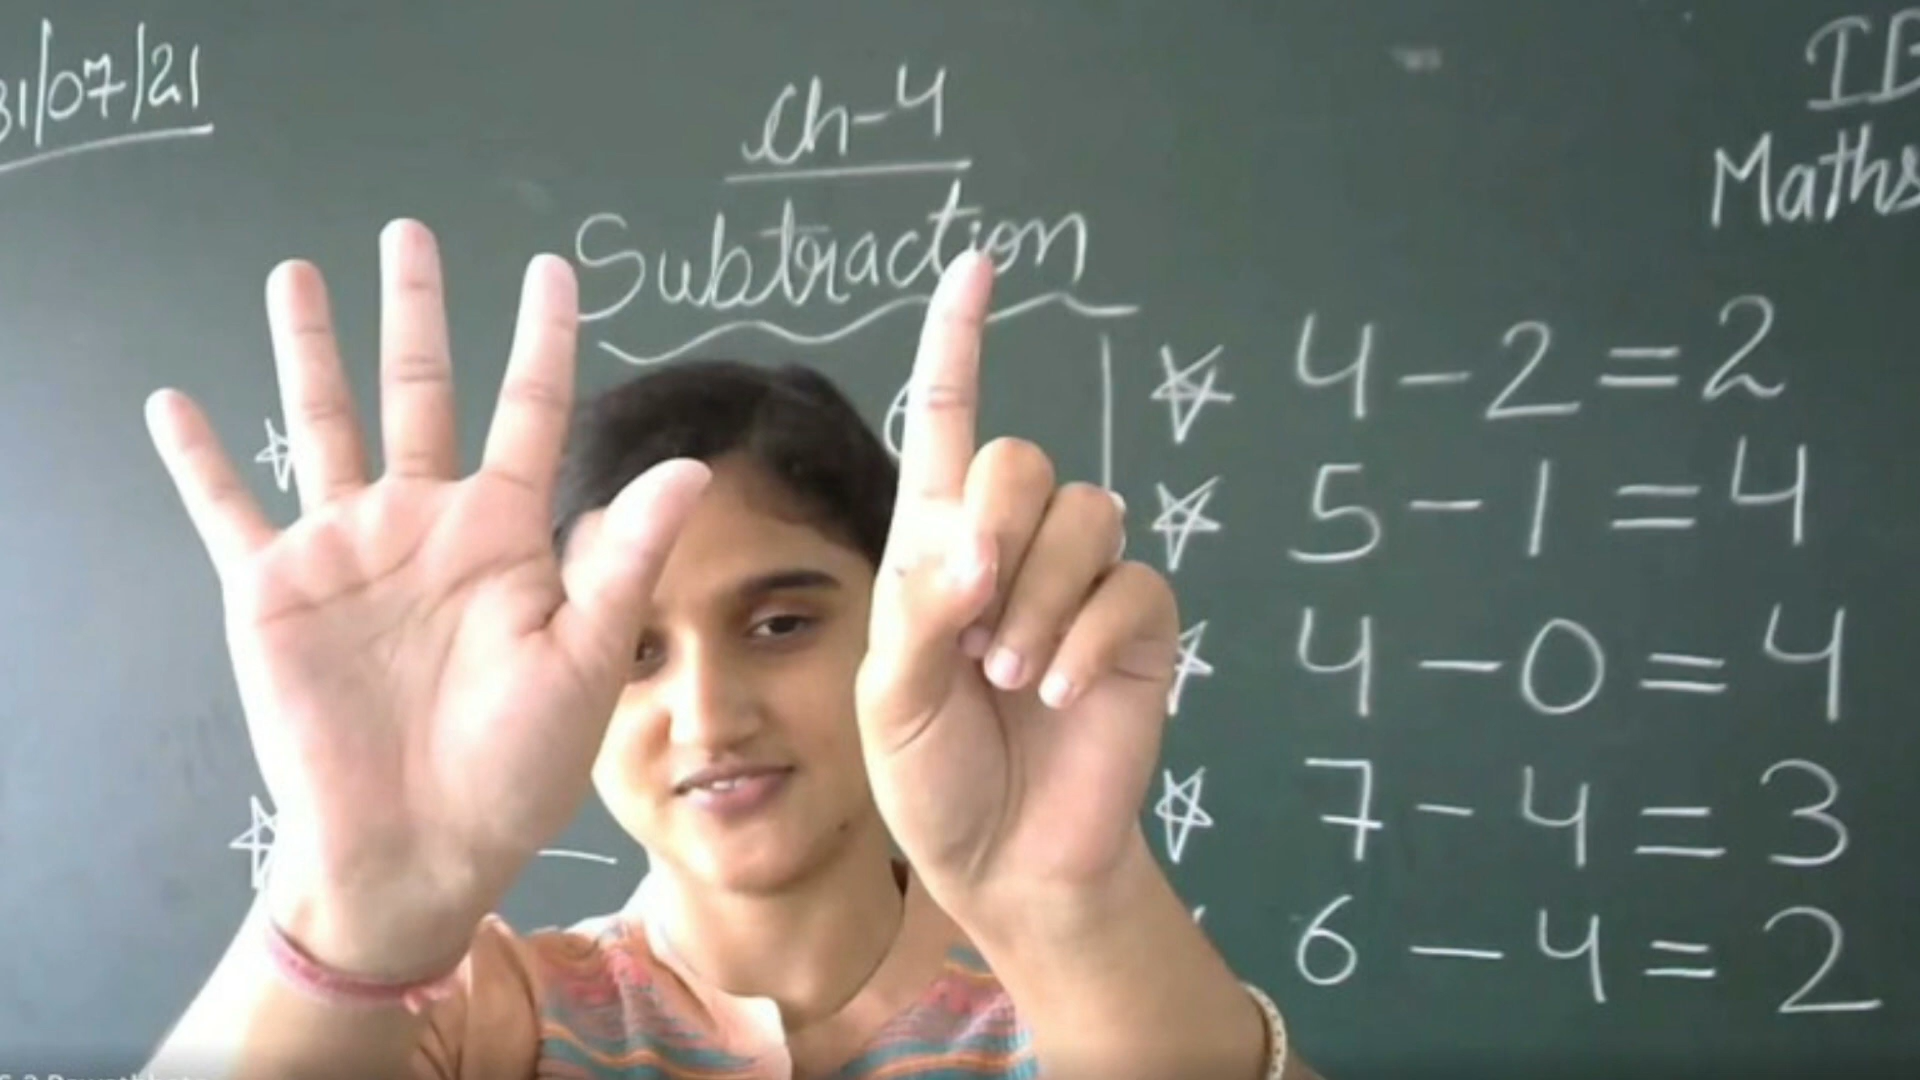 31/07/21
Ch-4
IB
Maths
Subtraction
4 - 2 = 2
5 - 1 = 4
4 - 0 = 4
7 - 4 = 3
6 - 4 = 2